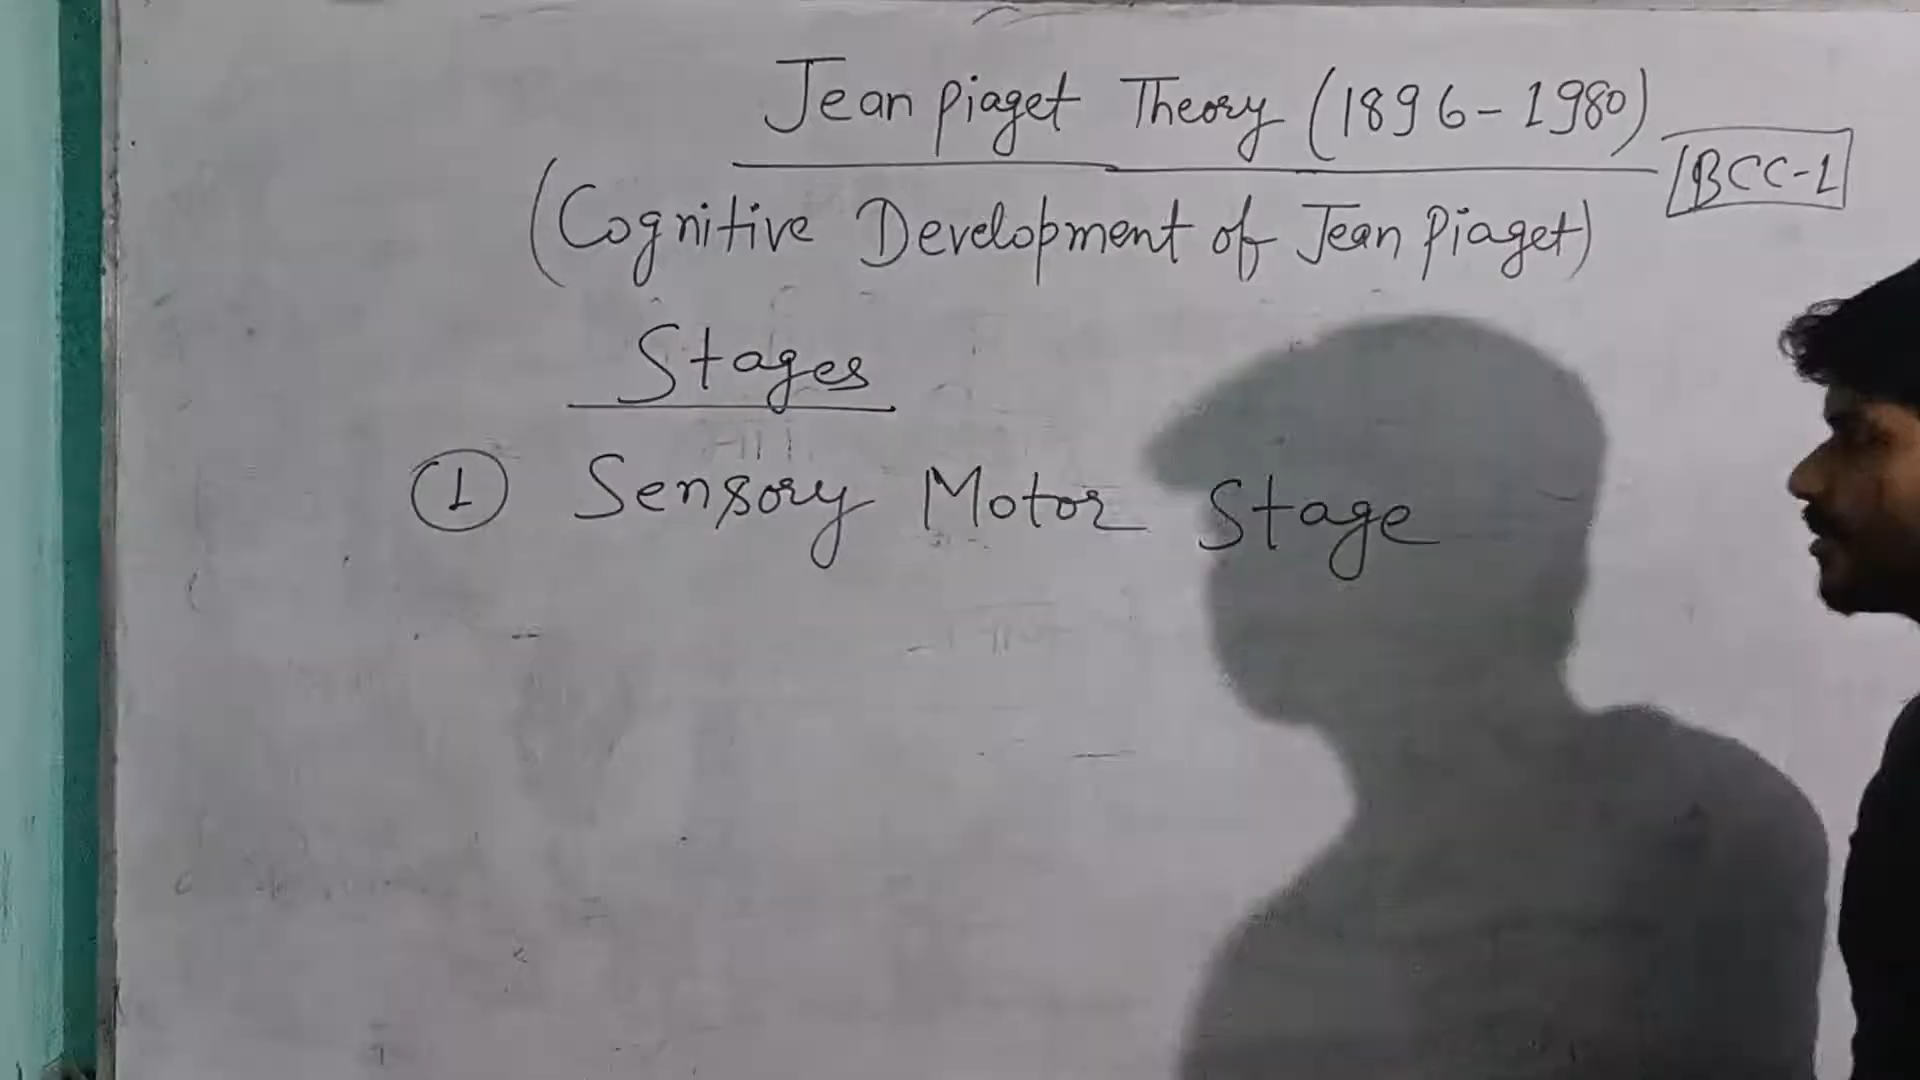 Jean Piaget Theory (1896-1980)
BCC-1
(Cognitive Development of Jean Piaget)
Stages
① Sensory Motor Stage